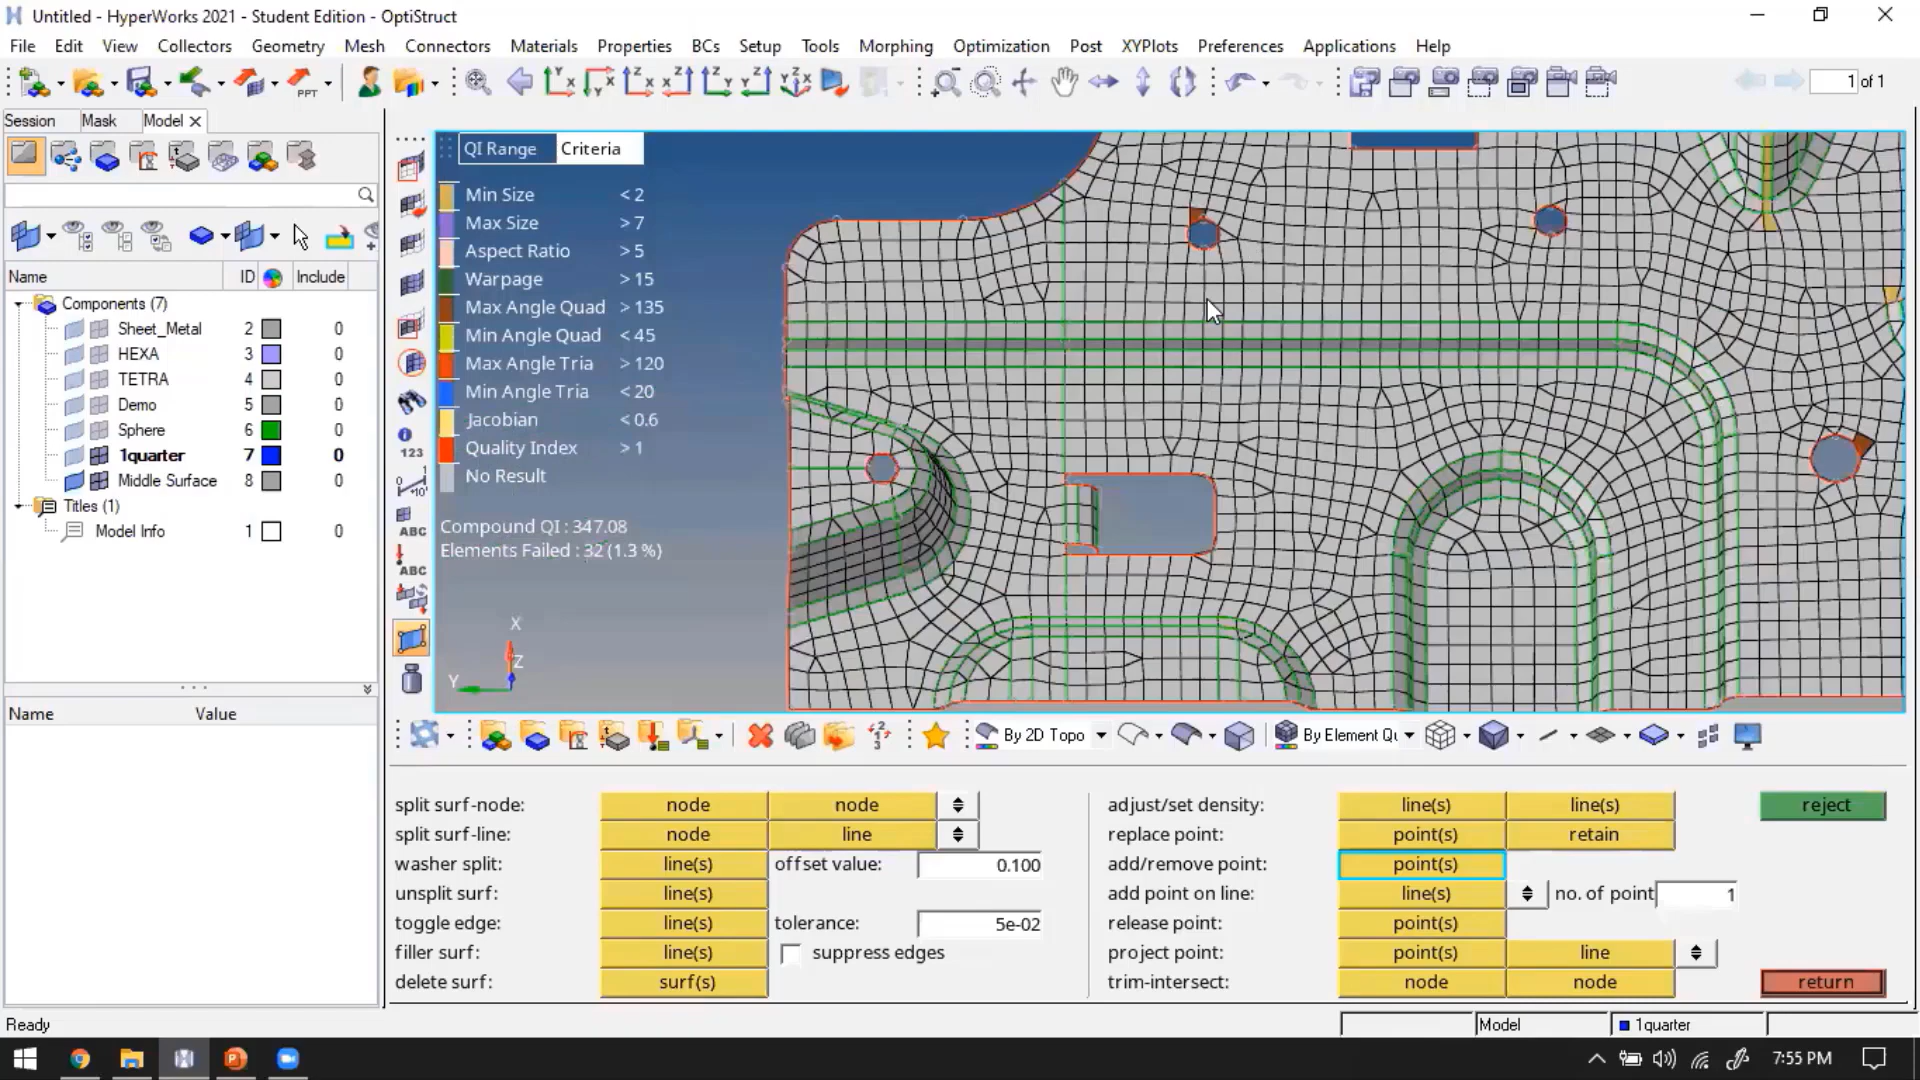 Untitled - HyperWorks 2021 - Student Edition - OptiStruct
File Edit View Collectors Geometry Mesh Connectors Materials Properties BCs Setup Tools Morphing Optimization Post XYPlots Preferences Applications Help
PPT
1 of 1
Session Mask Model
QI Range Criteria
Min Size < 2
Max Size > 7
Aspect Ratio > 5
Warpage > 15
Max Angle Quad > 135
Min Angle Quad < 45
Max Angle Tria > 120
Min Angle Tria < 20
Jacobian < 0.6
Quality Index > 1
No Result
Compound QI : 347.08
Elements Failed : 32 (1.3 %)
X
Z
Y
123
ABC
ABC
Name ID Include
Components (7)
Sheet_Metal 2 0
HEXA 3 0
TETRA 4 0
Demo 5 0
Sphere 6 0
1quarter 7 0
Middle Surface 8 0
Titles (1)
Model Info 1 0
Name Value
By 2D Topo By Element Qu
split surf-node: node node adjust/set density: line(s) line(s) reject
split surf-line: node line replace point: point(s) retain
washer split: line(s) offset value: 0.100 add/remove point: point(s)
unsplit surf: line(s) add point on line: line(s) no. of point 1
toggle edge: line(s) tolerance: 5e-02 release point: point(s)
filler surf: line(s) suppress edges project point: point(s) line
delete surf: surf(s) trim-intersect: node node return
Ready Model 1quarter
7:55 PM